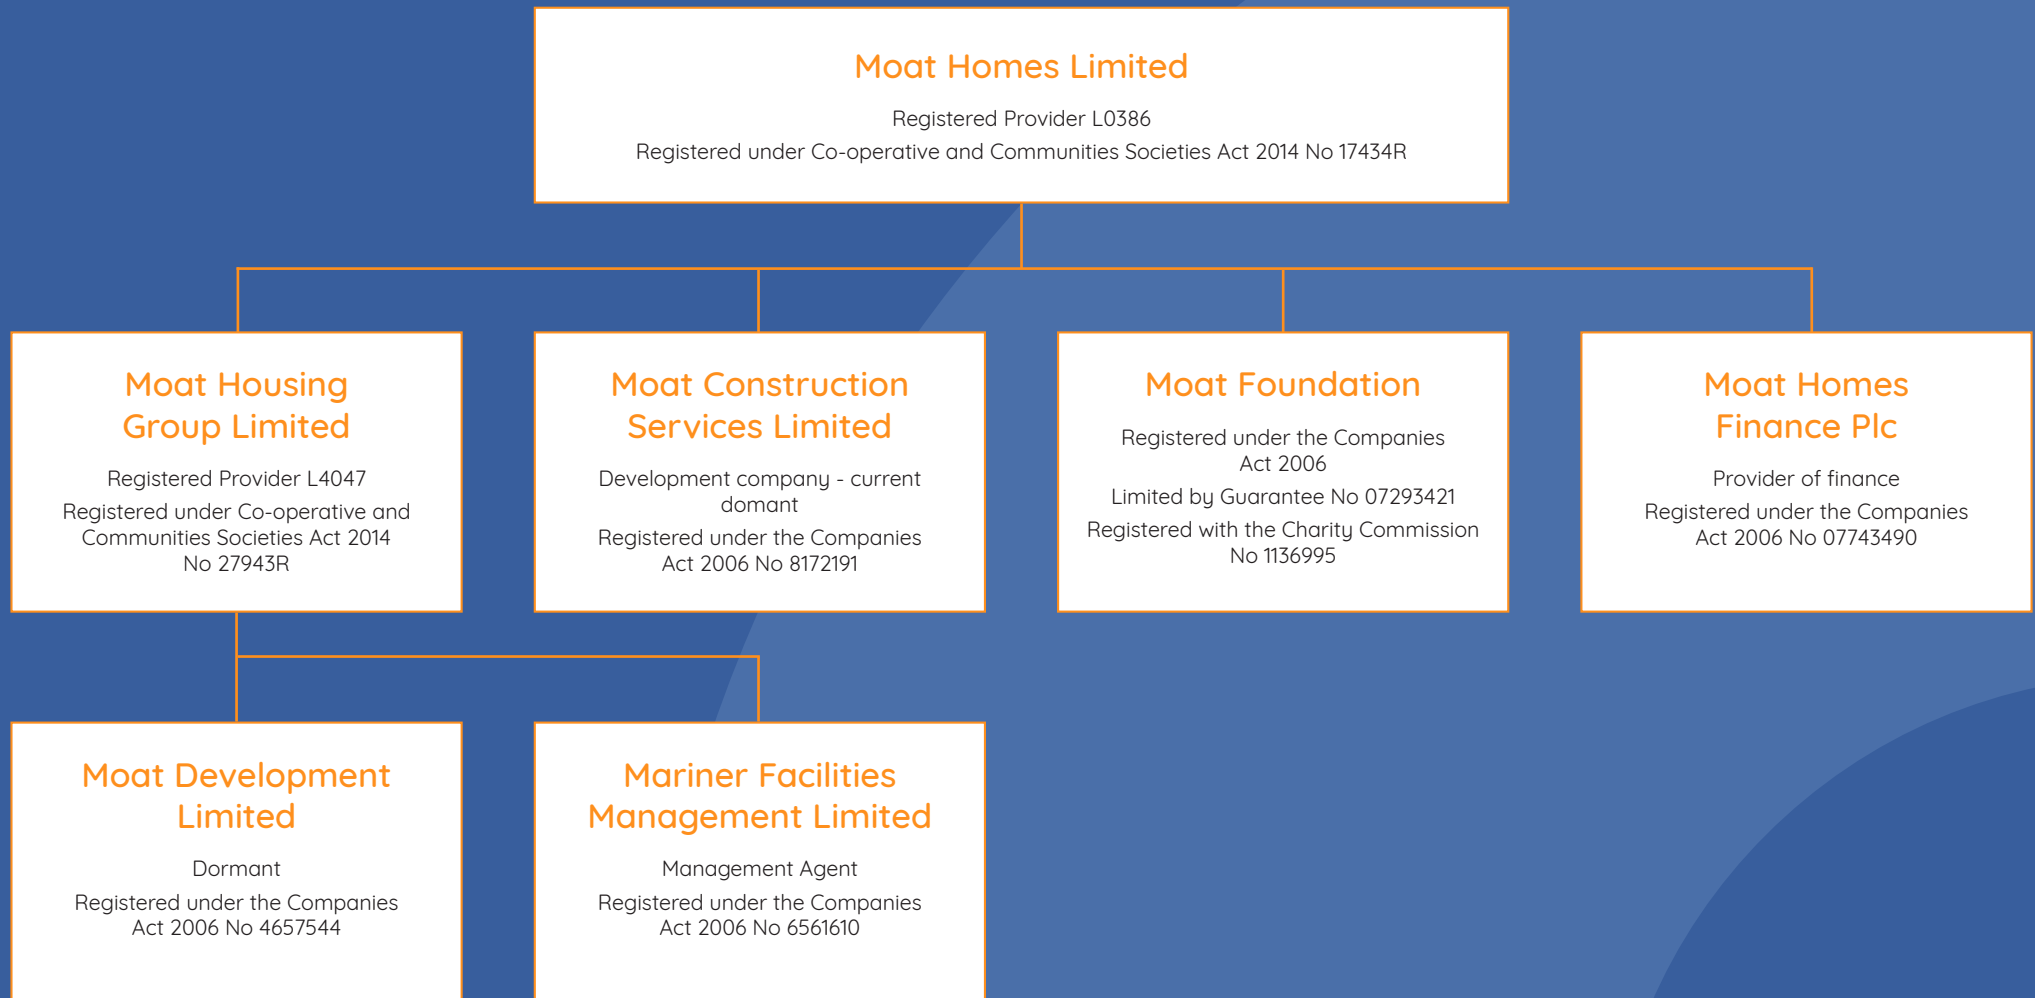 Moat Homes Limited
Registered Provider L0386
Registered under Co-operative and Communities Societies Act 2014 No 17434R
Moat Housing
Group Limited
Registered Provider L4047
Registered under Co-operative and
Communities Societies Act 2014
No 27943R
Moat Construction
Services Limited
Development company - current
domant
Registered under the Companies
Act 2006 No 8172191
Moat Foundation
Registered under the Companies
Act 2006
Limited by Guarantee No 07293421
Registered with the Charity Commission
No 1136995
Moat Homes
Finance Plc
Provider of finance
Registered under the Companies
Act 2006 No 07743490
Moat Development
Limited
Dormant
Registered under the Companies
Act 2006 No 4657544
Mariner Facilities
Management Limited
Management Agent
Registered under the Companies
Act 2006 No 6561610